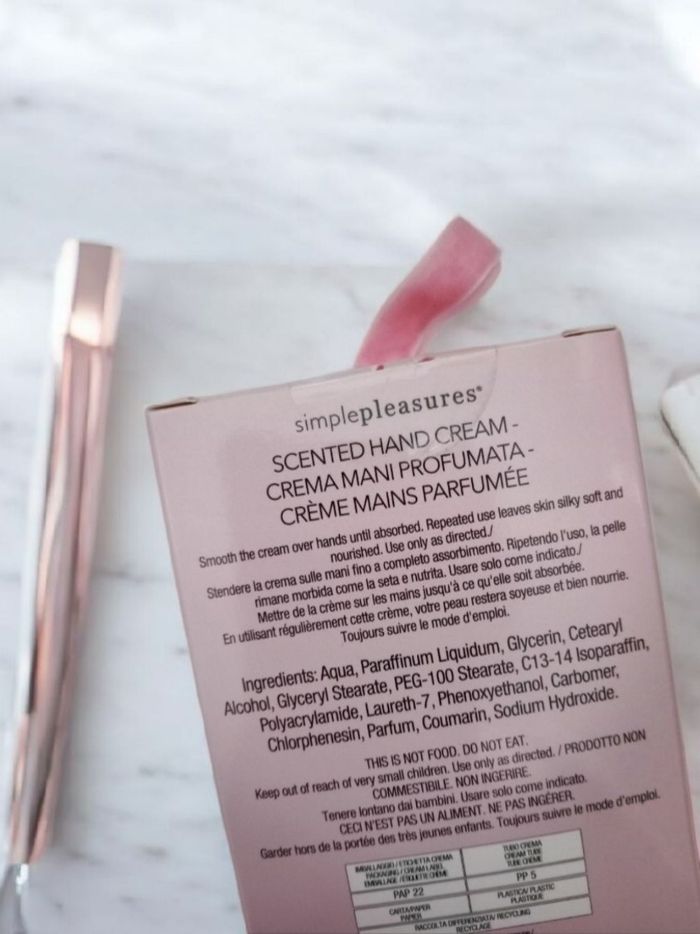 simplepleasures®
SCENTED HAND CREAM -
CREMA MANI PROFUMATA -
CRÈME MAINS PARFUMÉE
Smooth the cream over hands until absorbed. Repeated use leaves skin silky soft and
nourished. Use only as directed./
Stendere la crema sulle mani fino a completo assorbimento. Ripetendo l'uso, la pelle
rimane morbida come la seta e nutrita. Usare solo come indicato./
Mettre de la crème sur les mains jusqu'à ce qu'elle soit absorbée.
En utilisant régulièrement cette crème, votre peau restera soyeuse et bien nourrie.
Toujours suivre le mode d'emploi.
Ingredients: Aqua, Paraffinum Liquidum, Glycerin, Cetearyl
Alcohol, Glyceryl Stearate, PEG-100 Stearate, C13-14 Isoparaffin,
Polyacrylamide, Laureth-7, Phenoxyethanol, Carbomer,
Chlorphenesin, Parfum, Coumarin, Sodium Hydroxide.
THIS IS NOT FOOD. DO NOT EAT.
Keep out of reach of very small children. Use only as directed. / PRODOTTO NON
COMMESTIBILE. NON INGERIRE.
Tenere lontano dai bambini. Usare solo come indicato.
CECI N'EST PAS UN ALIMENT. NE PAS INGÉRER.
Garder hors de la portée des très jeunes enfants. Toujours suivre le mode d'emploi.
IMBALLAGGIO / ETICHETTA CREMA
PACKAGING / CREAM LABEL
EMBALLAGE / ÉTIQUETTE CRÈME
TUBO CREMA
CREAM TUBE
TUBE CRÈME
PAP 22
PP 5
CARTA/PAPER
PAPIER
PLASTICA/ PLASTIC
PLASTIQUE
RACCOLTA DIFFERENZIATA/ RECYCLING
RECYCLAGE